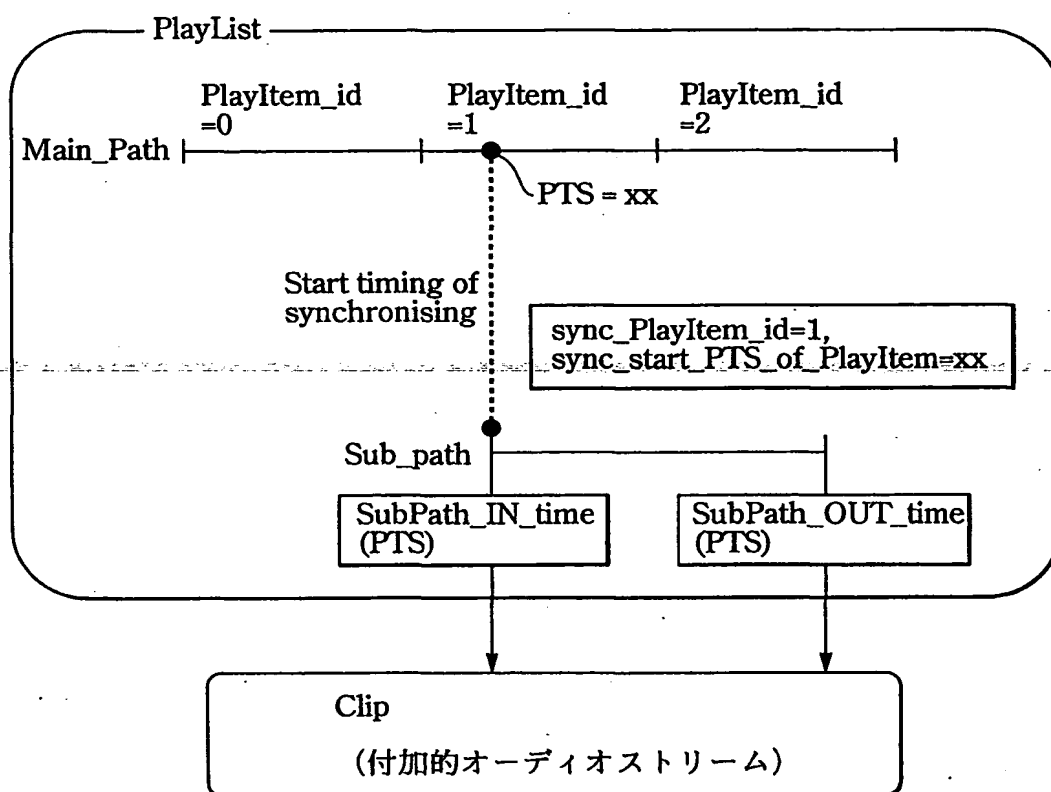 PlayList
PlayItem_id
=0
PlayItem_id
=1
PlayItem_id
=2
Main_Path
PTS = xx
Start timing of
synchronising
sync_PlayItem_id=1,
sync_start_PTS_of_PlayItem=xx
Sub_path
SubPath_IN_time
(PTS)
SubPath_OUT_time
(PTS)
Clip
(付加的オーディオストリーム)